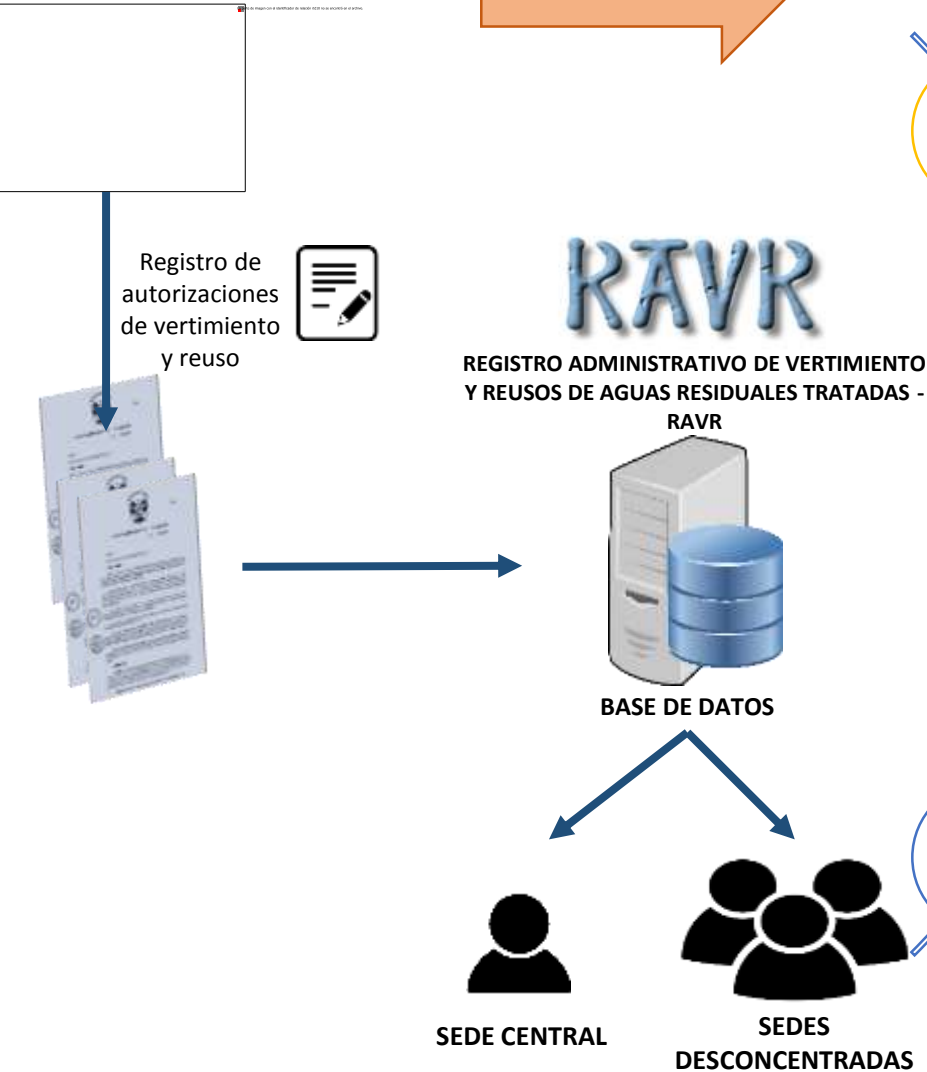 Registro de
autorizaciones
de vertimiento
y reuso
RAVR
REGISTRO ADMINISTRATIVO DE VERTIMIENTO
Y REUSOS DE AGUAS RESIDUALES TRATADAS -
RAVR
BASE DE DATOS
SEDE CENTRAL
SEDES
DESCONCENTRADAS